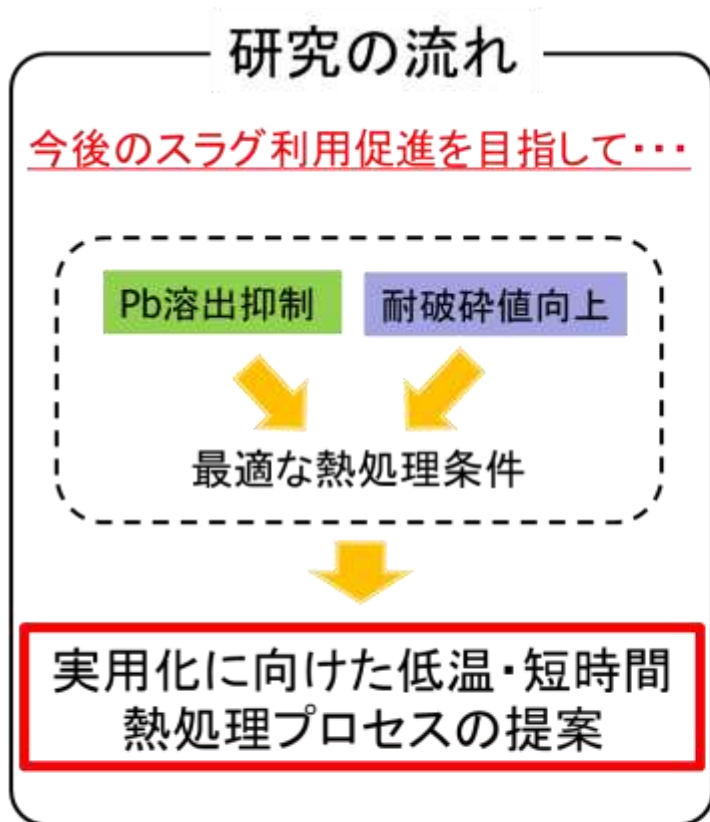 研究の流れ
今後のスラグ利用促進を目指して・・・
Pb溶出抑制
耐破砕値向上
最適な熱処理条件
実用化に向けた低温・短時間
熱処理プロセスの提案